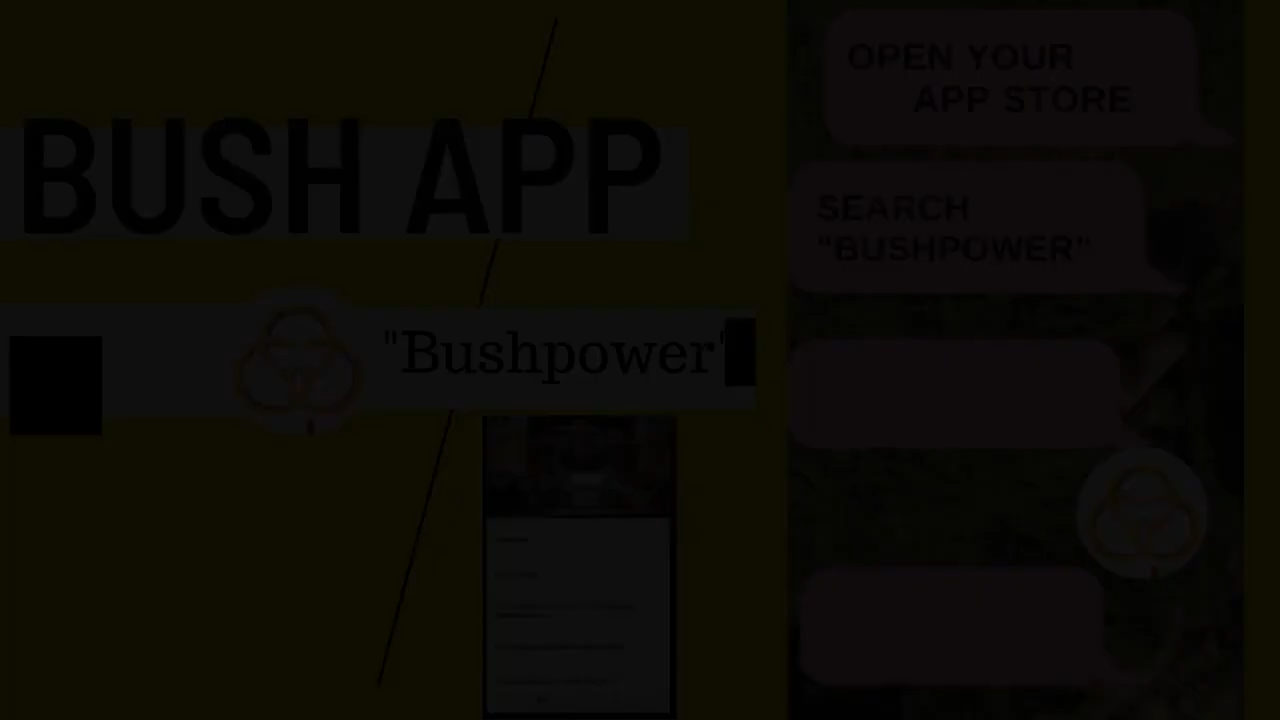 BUSH APP
"Bushpower"
OPEN YOUR
APP STORE
SEARCH
"BUSHPOWER"